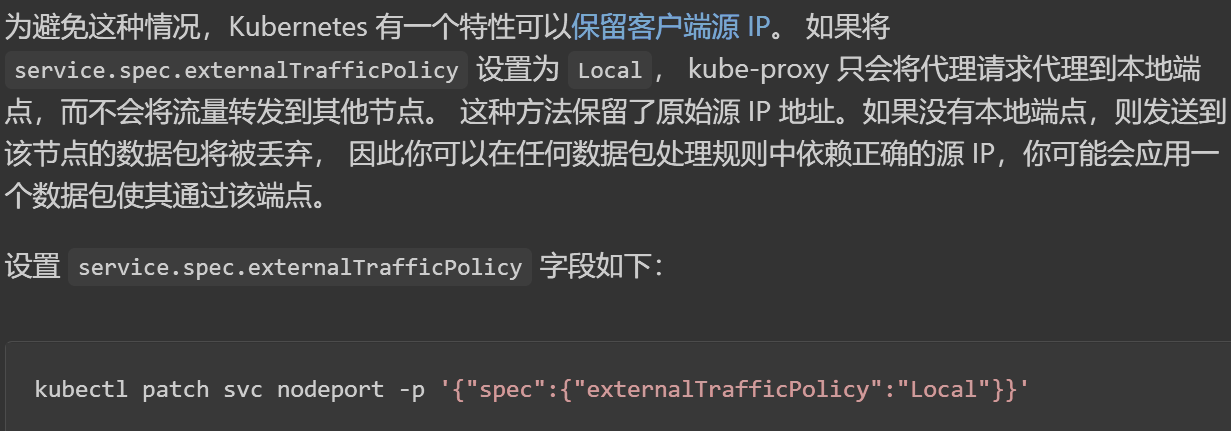 为避免这种情况，Kubernetes 有一个特性可以保留客户端源 IP。 如果将
service.spec.externalTrafficPolicy 设置为 Local ， kube-proxy 只会将代理请求代理到本地端
点，而不会将流量转发到其他节点。 这种方法保留了原始源 IP 地址。如果没有本地端点，则发送到
该节点的数据包将被丢弃， 因此你可以在任何数据包处理规则中依赖正确的源 IP，你可能会应用一
个数据包使其通过该端点。
设置 service.spec.externalTrafficPolicy 字段如下：
kubectl patch svc nodeport -p '{"spec":{"externalTrafficPolicy":"Local"}}'